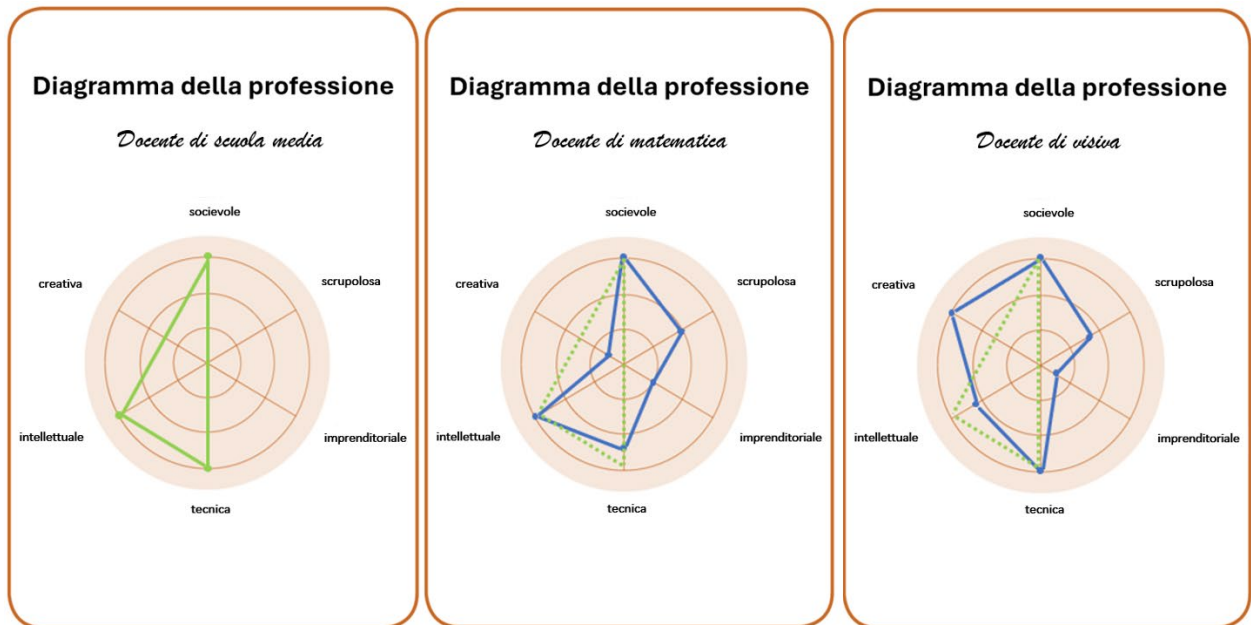 Diagramma della professione
Docente di scuola media
socievole
creativa
scrupolosa
intellettuale
imprenditoriale
tecnica
Diagramma della professione
Docente di matematica
socievole
creativa
scrupolosa
intellettuale
imprenditoriale
tecnica
Diagramma della professione
Docente di visiva
socievole
creativa
scrupolosa
intellettuale
imprenditoriale
tecnica